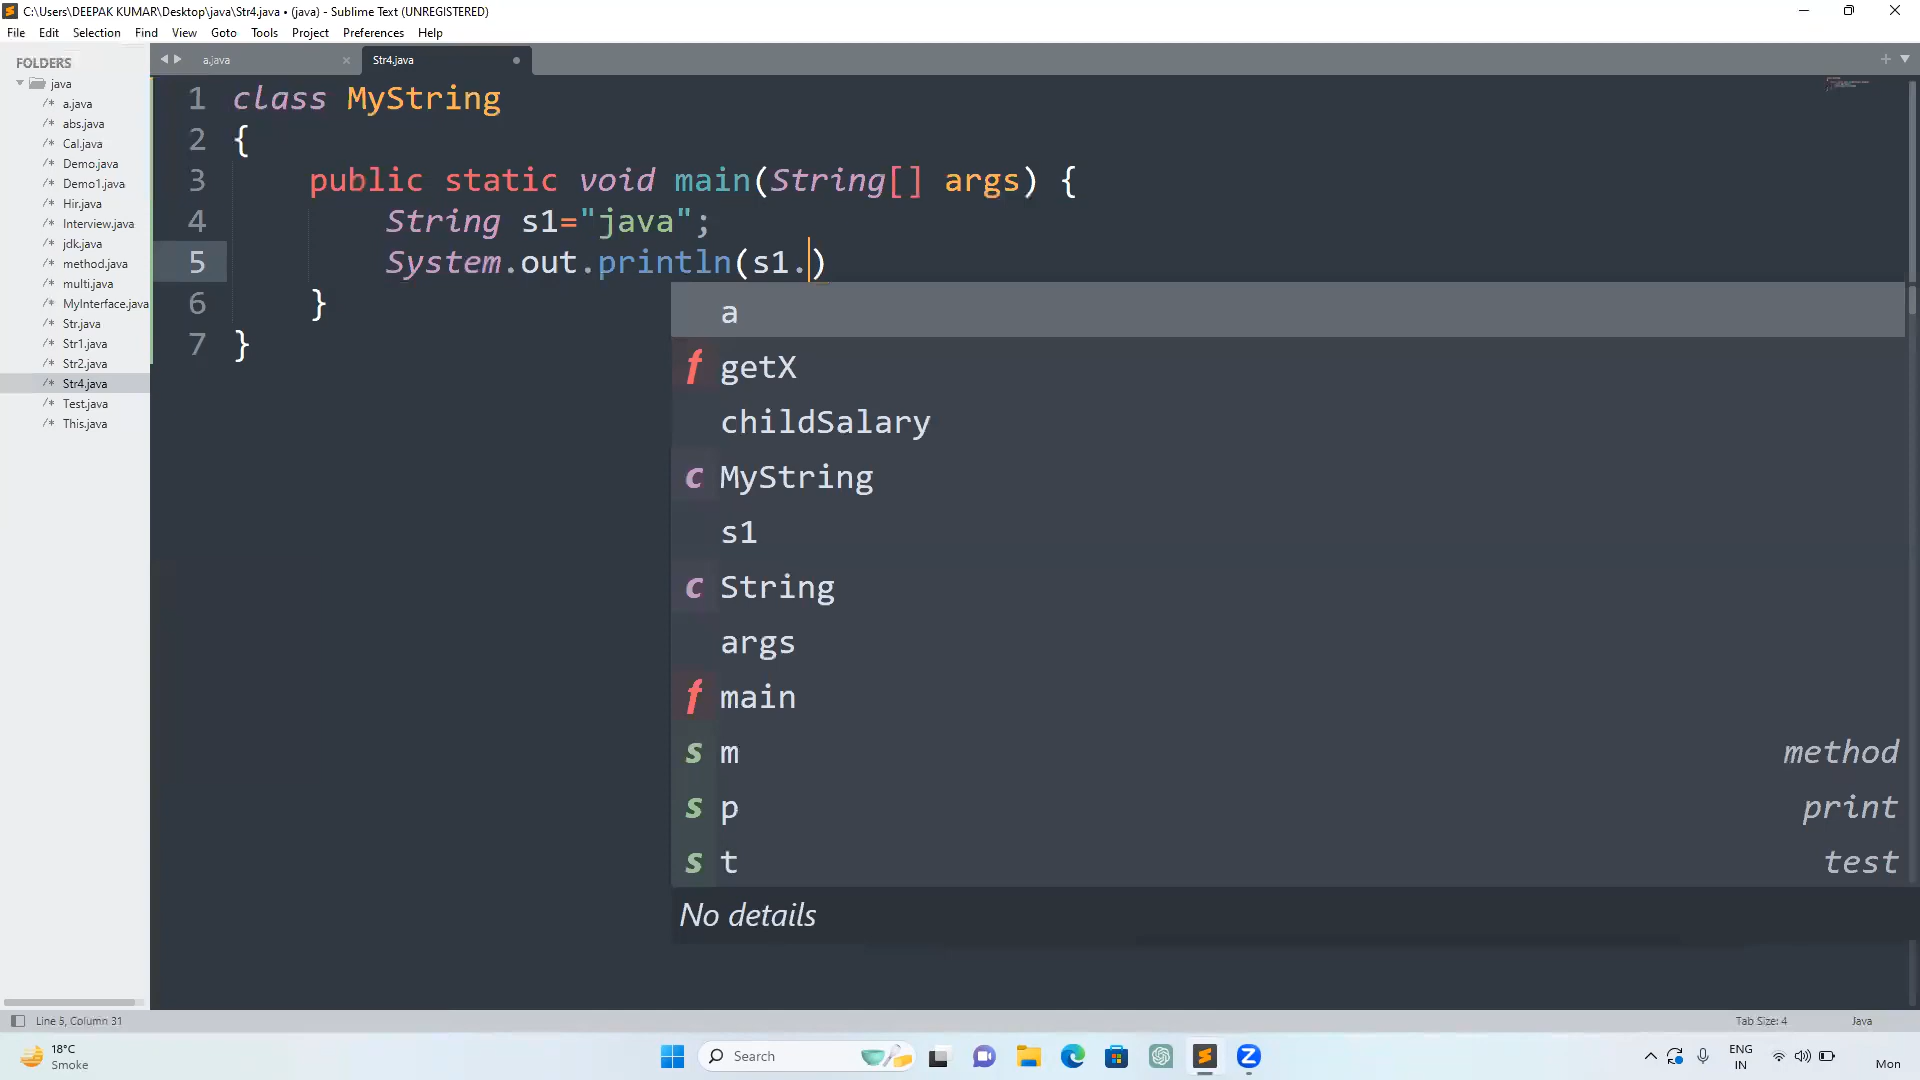 C:\Users\DEEPAK KUMAR\Desktop\java\Str4.java • (java) - Sublime Text (UNREGISTERED)
File Edit Selection Find View Goto Tools Project Preferences Help
FOLDERS
java
/* a.java
/* abs.java
/* Cal.java
/* Demo.java
/* Demo1.java
/* Hir.java
/* Interview.java
/* jdk.java
/* method.java
/* multi.java
/* MyInterface.java
/* Str.java
/* Str1.java
/* Str2.java
/* Str4.java
/* Test.java
/* This.java
a.java
Str4.java
1 class MyString
2 {
3 public static void main(String[] args) {
4 String s1="java";
5 System.out.println(s1.)
6 }
7 }
a
f getX
childSalary
c MyString
s1
c String
args
f main
s m method
s p print
s t test
No details
Line 5, Column 31
Tab Size: 4
Java
18°C
Smoke
Search
ENG
IN
Mon